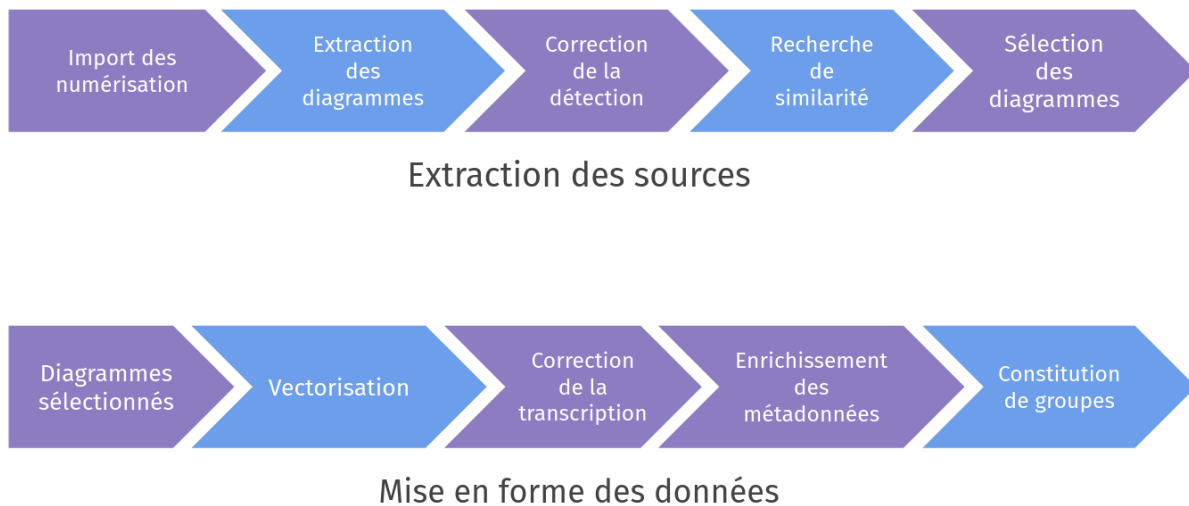 Import des
numérisation
Extraction
des
diagrammes
Correction
de la
détection
Recherche
de
similarité
Sélection
des
diagrammes
Extraction des sources
Diagrammes
sélectionnés
Vectorisation
Correction
de la
transcription
Enrichissement
des
métadonnées
Constitution
de groupes
Mise en forme des données